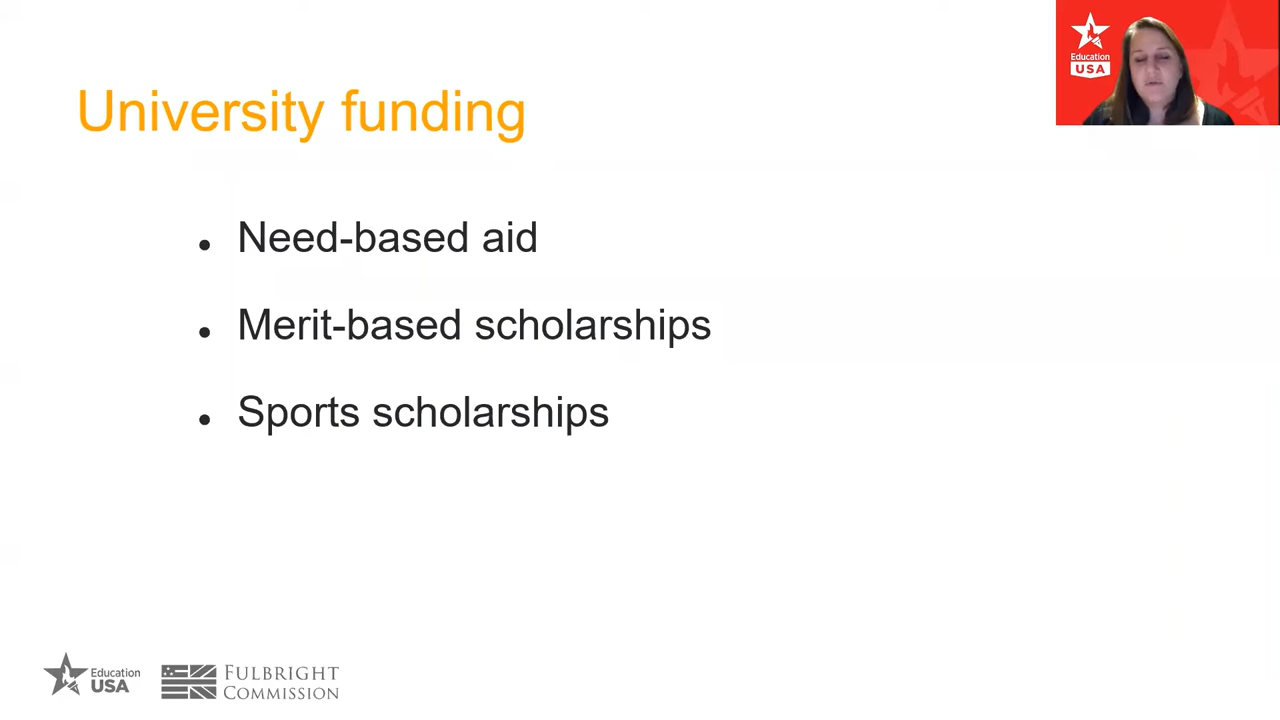 University funding
Education
USA
• Need-based aid
• Merit-based scholarships
• Sports scholarships
Education
USA
FULBRIGHT
COMMISSION